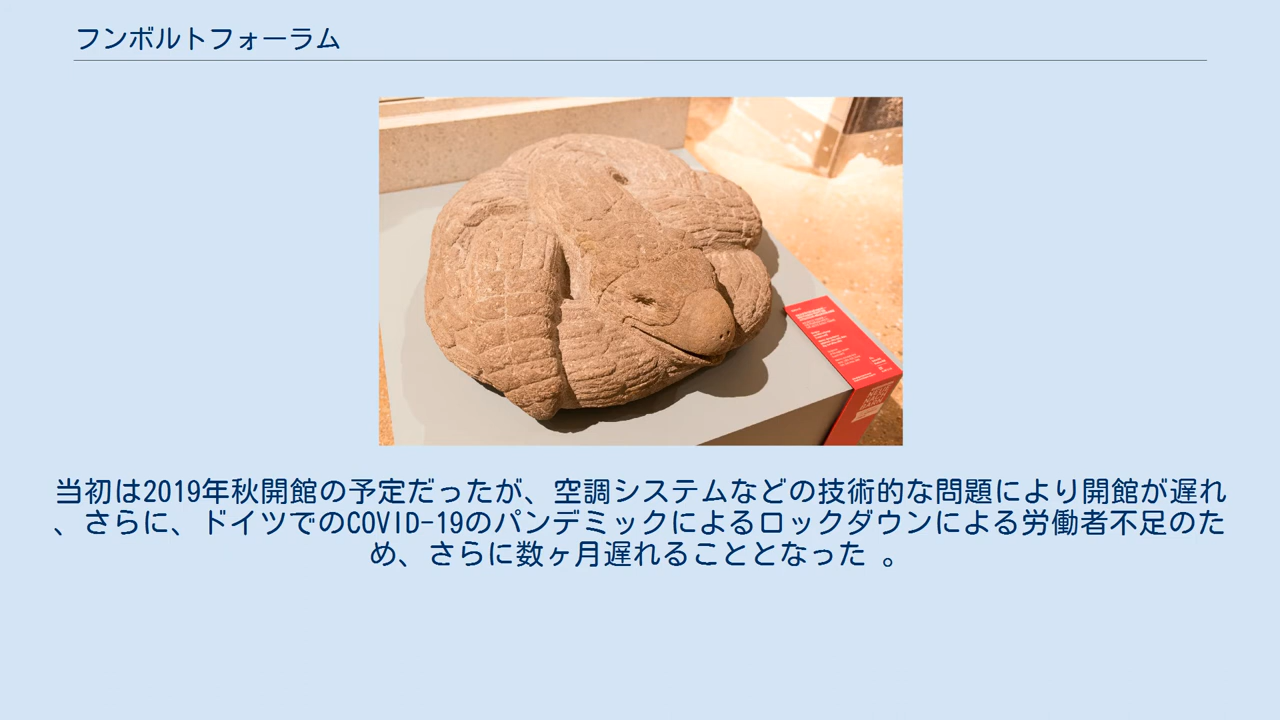 フンボルトフォーラム
当初は2019年秋開館の予定だったが、空調システムなどの技術的な問題により開館が遅れ
、さらに、ドイツでのCOVID-19のパンデミックによるロックダウンによる労働者不足のた
め、さらに数ヶ月遅れることとなった 。